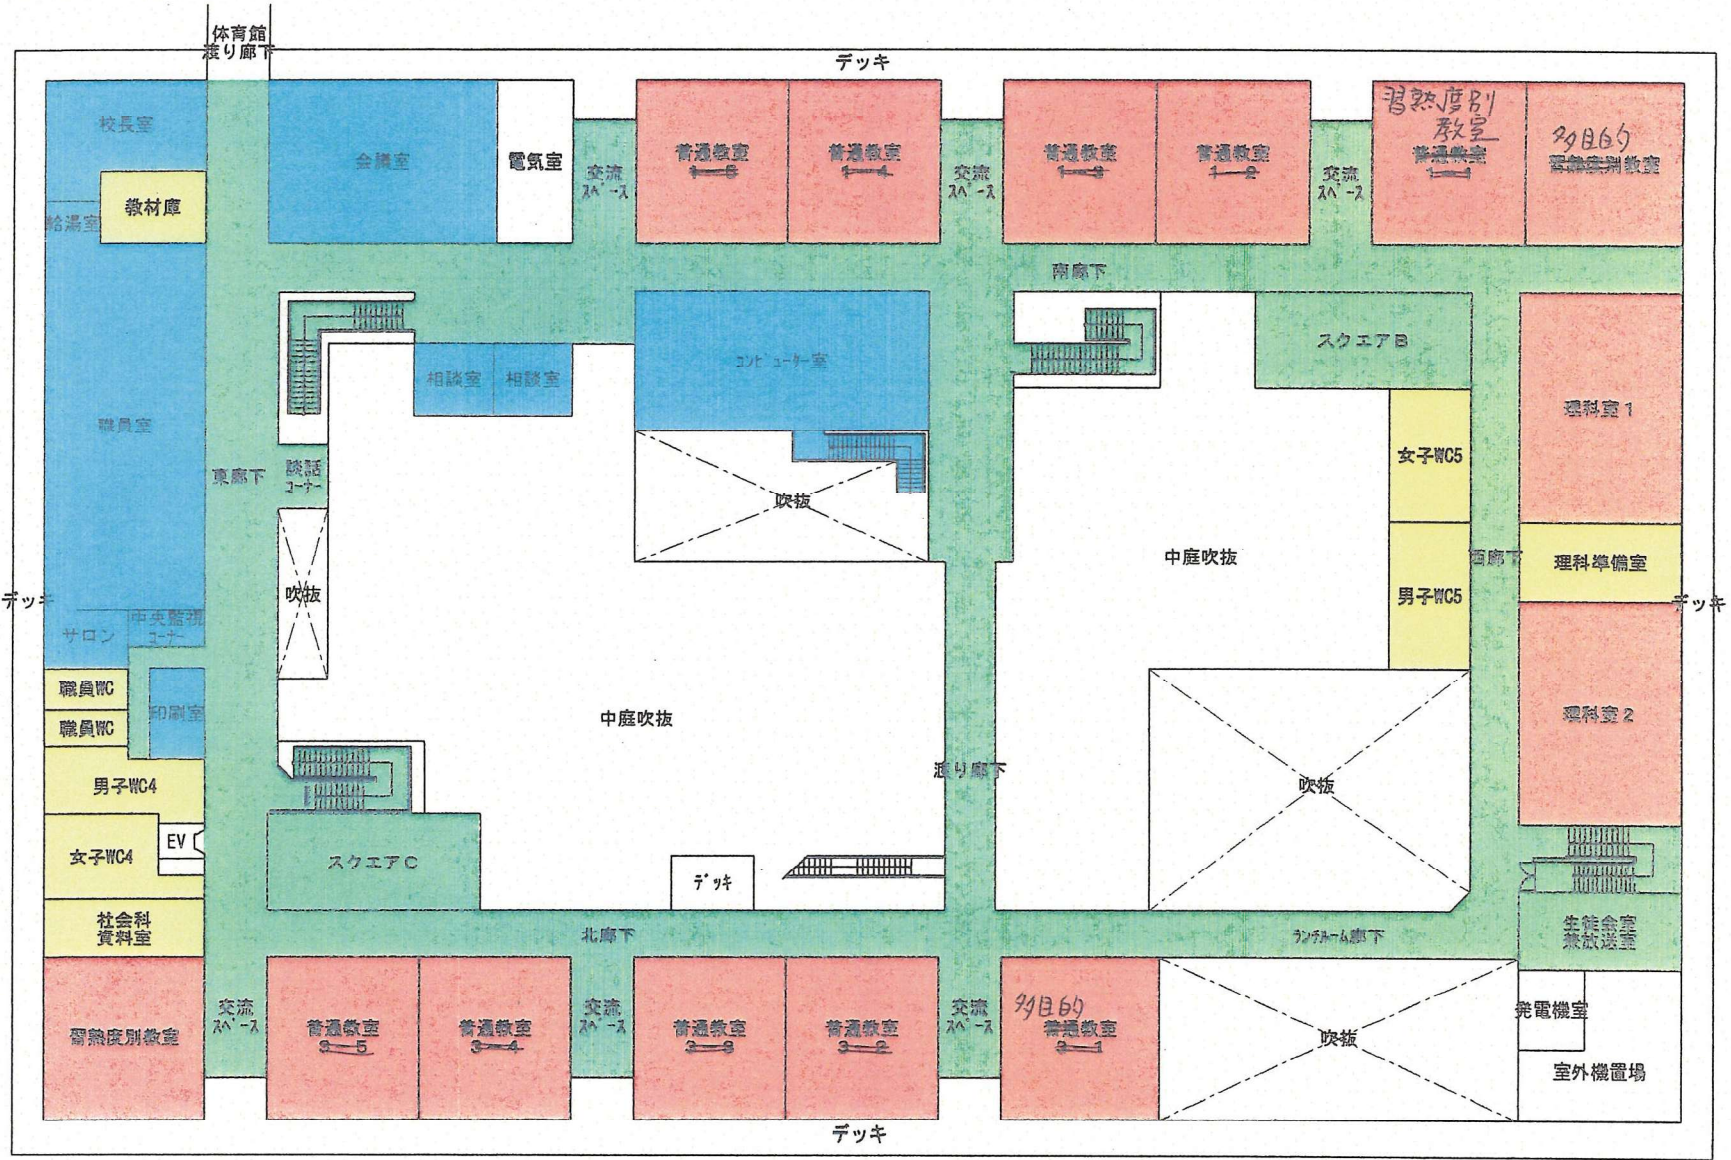 体育館
渡り廊下
デッキ
校長室
会議室
電気室
交流
スペース
普通教室
1-5
普通教室
1-4
交流
スペース
普通教室
1-3
普通教室
1-2
交流
スペース
習熟度別
教室
普通教室
1-1
多目的
習熟度別教室
給湯室
教材庫
南廊下
スクエアB
コンピューター室
相談室
相談室
職員室
理科室1
東廊下
談話
コーナー
女子WC5
吹抜
中庭吹抜
西廊下
理科準備室
デッキ
吹抜
男子WC5
デッキ
サロン
中央監視
コーナー
職員WC
職員WC
印刷室
中庭吹抜
理科室2
渡り廊下
男子WC4
吹抜
EV
女子WC4
スクエアC
デッキ
社会科
資料室
北廊下
ランチルーム廊下
生徒会室
兼放送室
習熟度別教室
交流
スペース
普通教室
3-5
普通教室
3-4
交流
スペース
普通教室
3-3
普通教室
3-2
交流
スペース
多目的
普通教室
3-1
吹抜
発電機室
室外機置場
デッキ